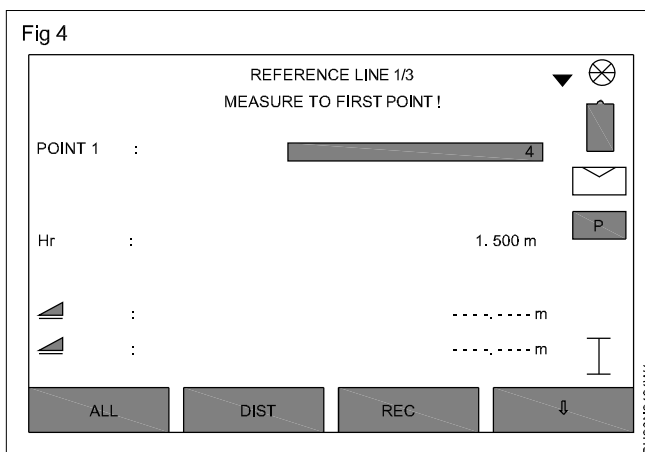 Fig 4
REFERENCE LINE 1/3
MEASURE TO FIRST POINT !
POINT 1 : 4
P
Hr : 1. 500 m
: - - - -. - - - - m
: - - - -. - - - - m
ALL DIST REC ⇩